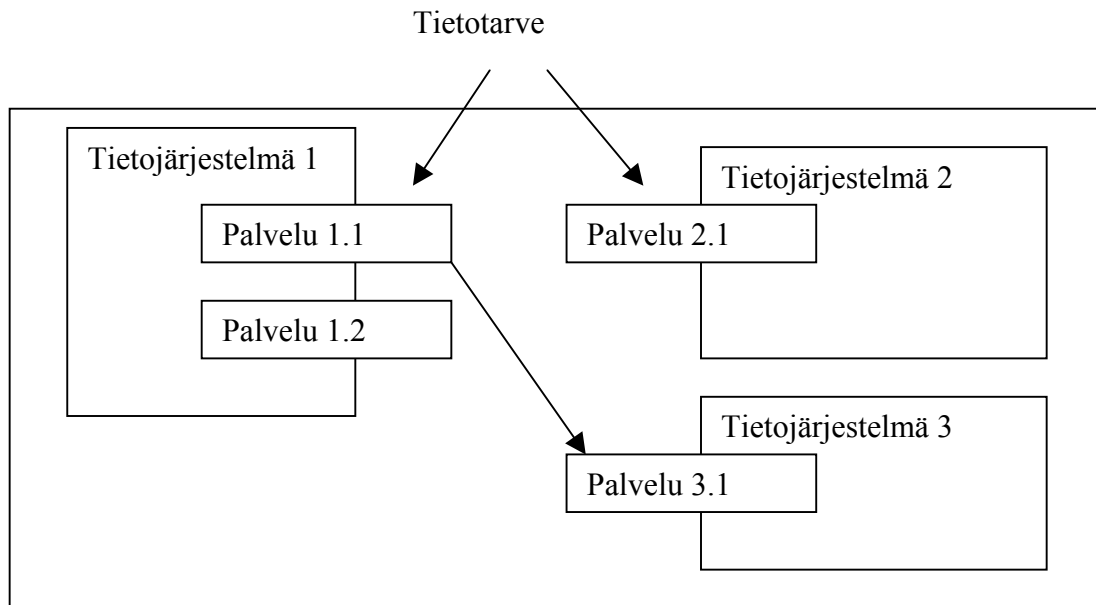 Tietotarve
Tietojärjestelmä 1
Tietojärjestelmä 2
Palvelu 1.1
Palvelu 2.1
Palvelu 1.2
Tietojärjestelmä 3
Palvelu 3.1